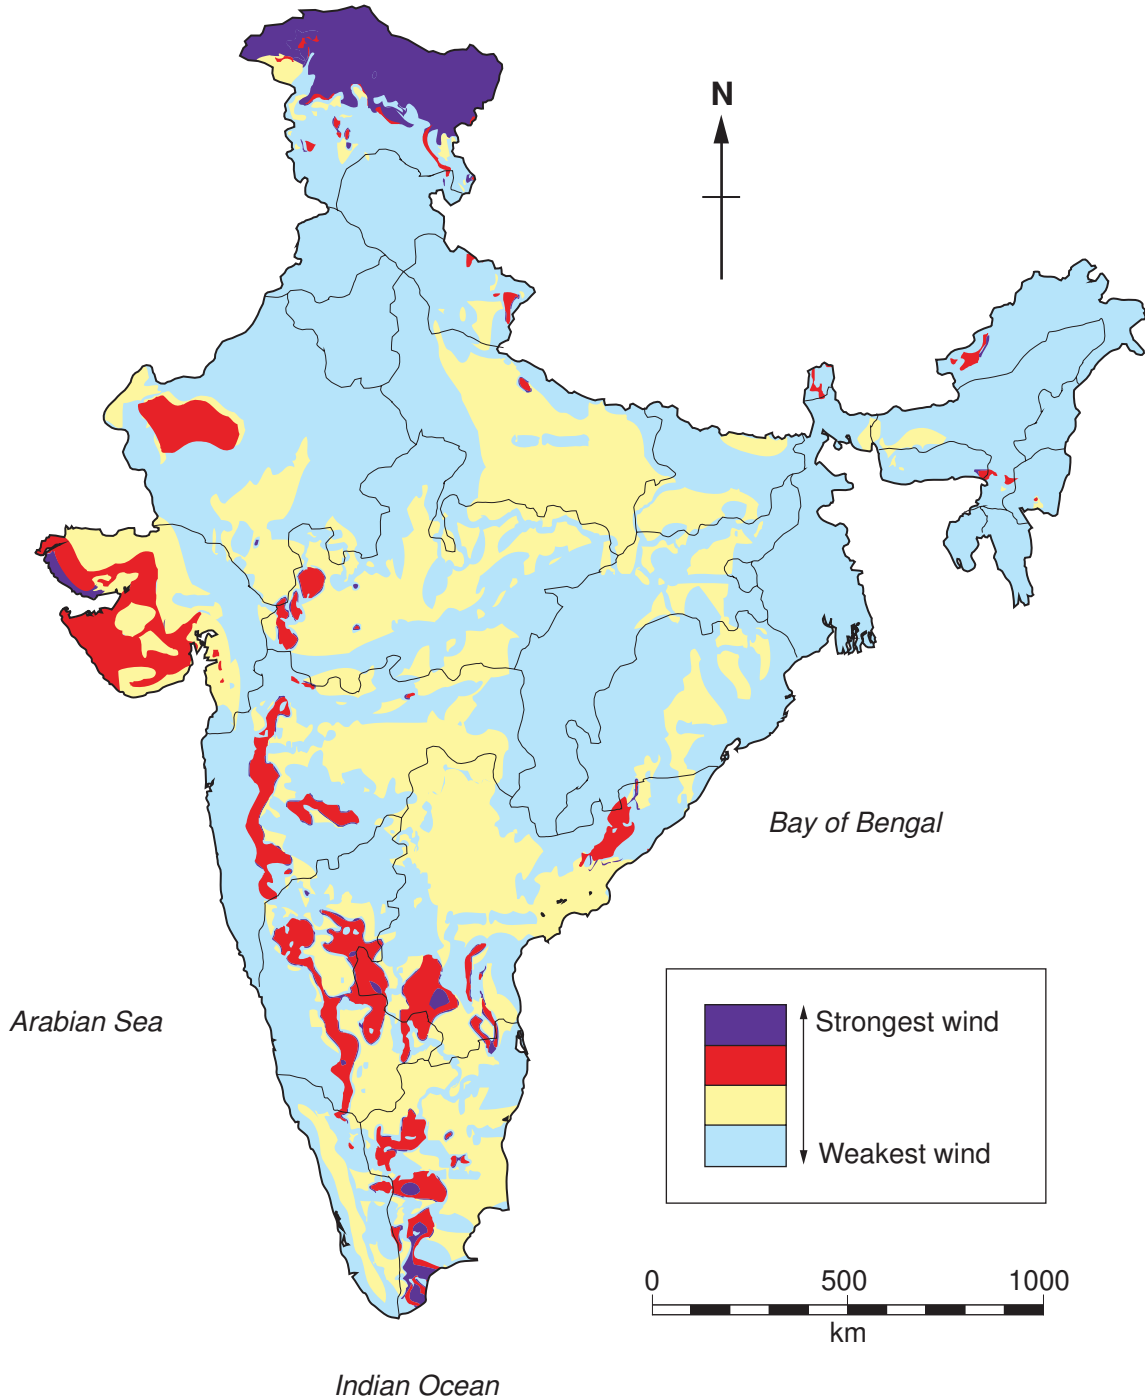 N
Bay of Bengal
Arabian Sea
Strongest wind
Weakest wind
0 500 1000
km
Indian Ocean